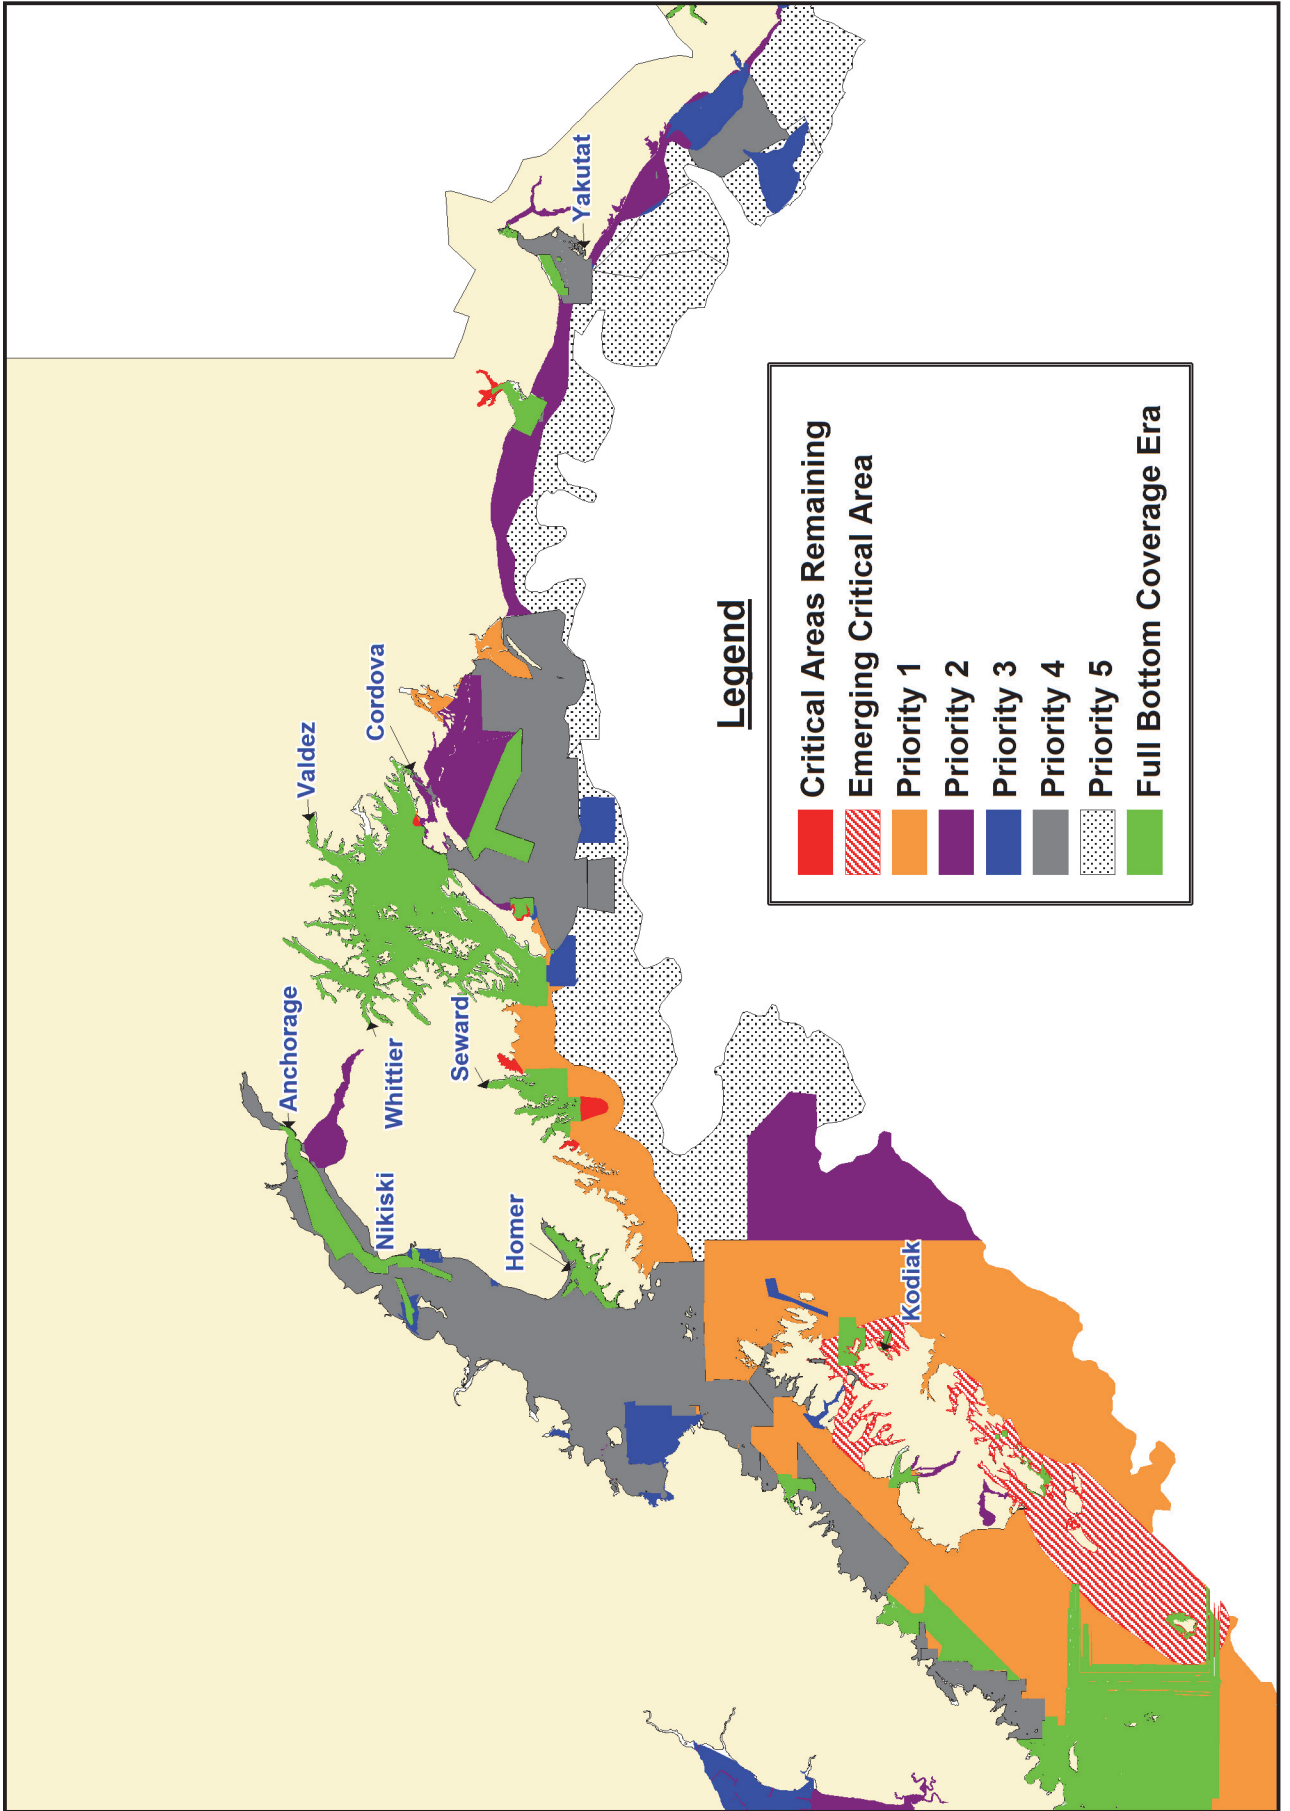 Anchorage
Valdez
Cordova
Whittier
Seward
Nikiski
Homer
Yakutat
Kodiak
Legend
Critical Areas Remaining
Emerging Critical Area
Priority 1
Priority 2
Priority 3
Priority 4
Priority 5
Full Bottom Coverage Era